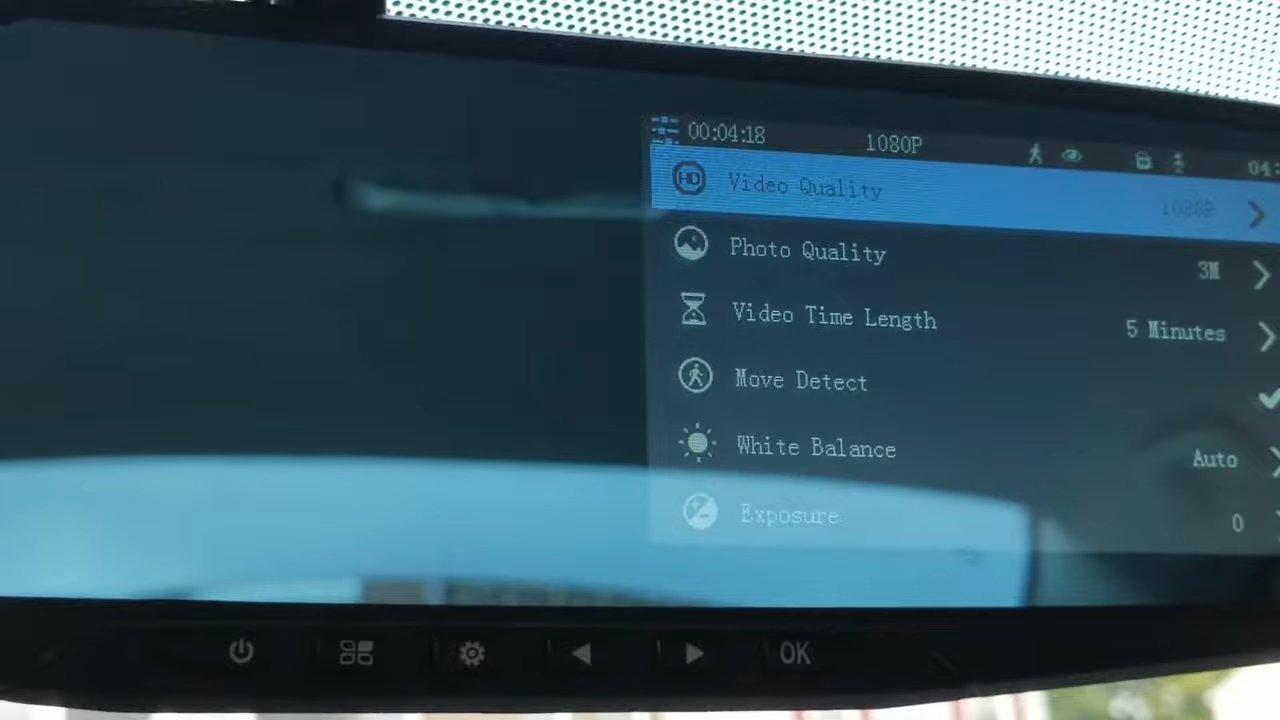 00:04:18 1080P 04:
Video Quality 1080P
Photo Quality 3M
Video Time Length 5 Minutes
Move Detect
White Balance Auto
Exposure 0
OK